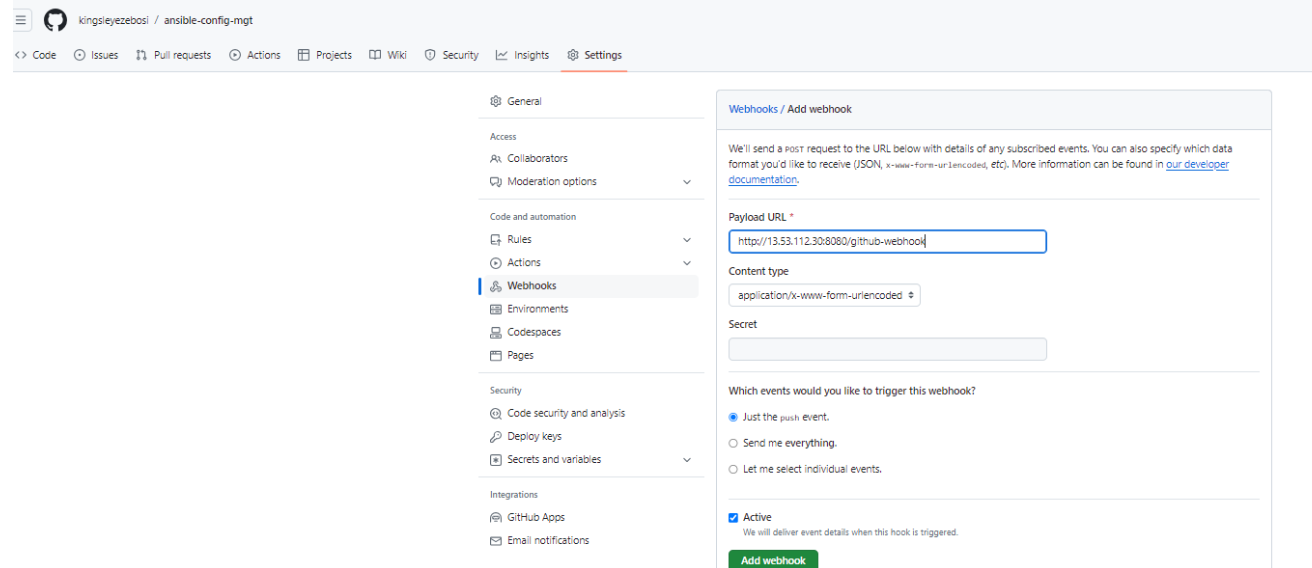 kingsleyezebosi / ansible-config-mgt
Code Issues Pull requests Actions Projects Wiki Security Insights Settings
General
Access
Collaborators
Moderation options
Code and automation
Rules
Actions
Webhooks
Environments
Codespaces
Pages
Security
Code security and analysis
Deploy keys
Secrets and variables
Integrations
GitHub Apps
Email notifications
Webhooks / Add webhook
We'll send a POST request to the URL below with details of any subscribed events. You can also specify which data
format you'd like to receive (JSON, x-www-form-urlencoded, etc). More information can be found in our developer
documentation.
Payload URL *
http://13.53.112.30:8080/github-webhook
Content type
application/x-www-form-urlencoded
Secret
Which events would you like to trigger this webhook?
Just the push event.
Send me everything.
Let me select individual events.
Active
We will deliver event details when this hook is triggered.
Add webhook